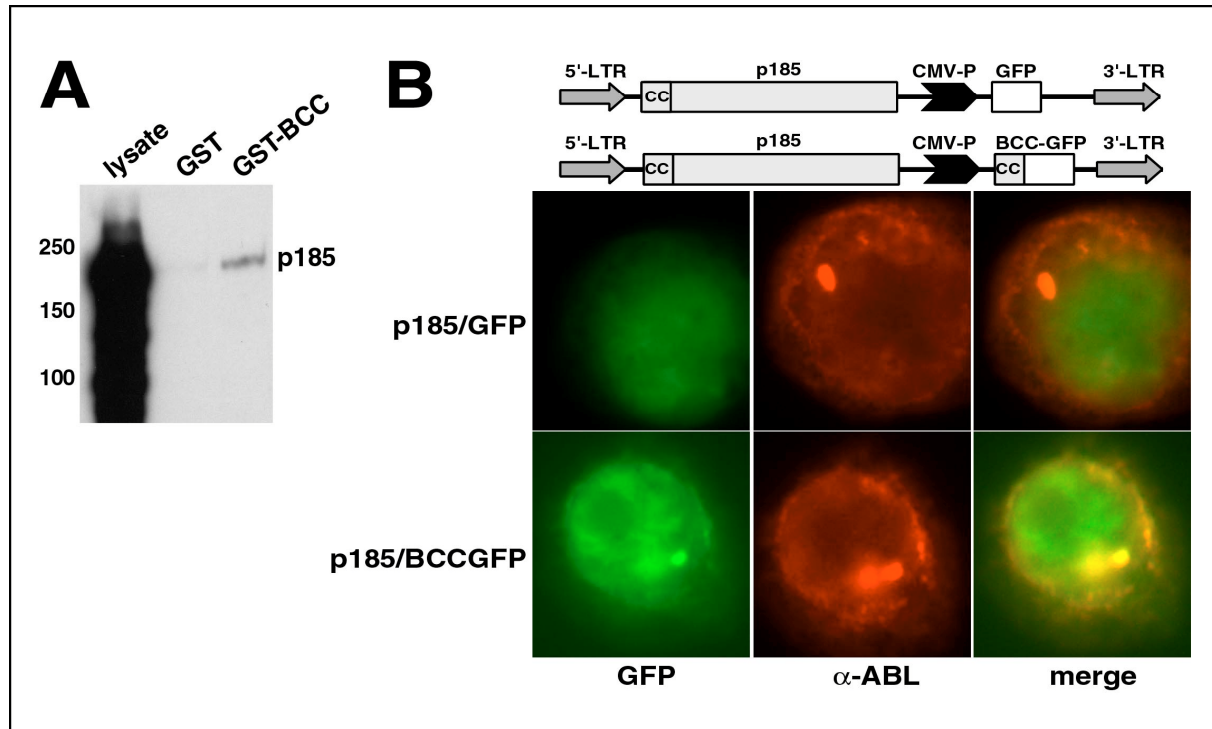 A
lysate
GST
GST-BCC
250
150
100
p185
B
5'-LTR p185 CMV-P GFP 3'-LTR
CC
5'-LTR p185 CMV-P BCC-GFP 3'-LTR
CC CC
p185/GFP
p185/BCCGFP
GFP α-ABL merge